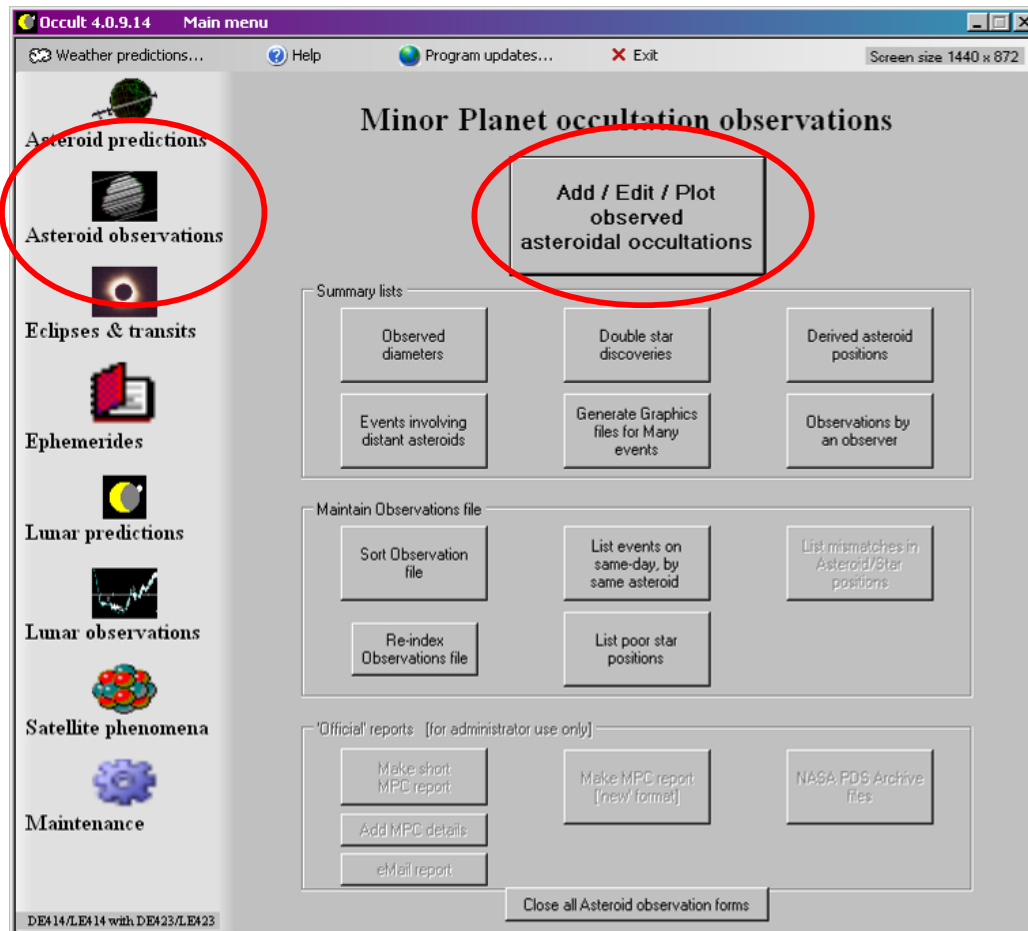 Occult 4.0.9.14 Main menu
Weather predictions... Help Program updates... Exit Screen size 1440 x 872
Asteroid predictions
Asteroid observations
Eclipses & transits
Ephemerides
Lunar predictions
Lunar observations
Satellite phenomena
Maintenance
DE414/LE414 with DE423/LE423
Minor Planet occultation observations
Add / Edit / Plot
observed
asteroidal occultations
Summary lists
Observed
diameters
Double star
discoveries
Derived asteroid
positions
Events involving
distant asteroids
Generate Graphics
files for Many
events
Observations by
an observer
Maintain Observations file
Sort Observation
file
List events on
same-day, by
same asteroid
List mismatches in
Asteroid/Star
positions
Re-index
Observations file
List poor star
positions
'Official' reports [for administrator use only]
Make short
MPC report
Make MPC report
['new' format]
NASA PDS Archive
files
Add MPC details
eMail report
Close all Asteroid observation forms